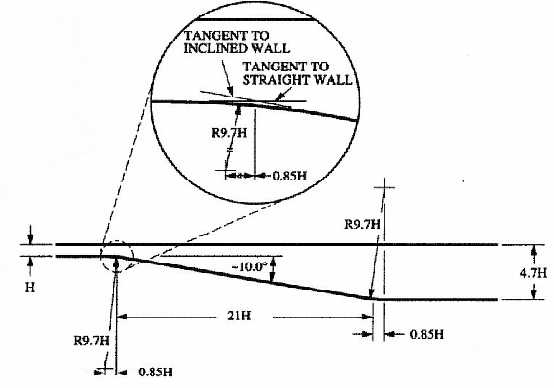 TANGENT TO
INCLINED WALL
TANGENT TO
STRAIGHT WALL
R9.7H
0.85H
R9.7H
H
~10.0°
4.7H
21H
R9.7H
0.85H
0.85H